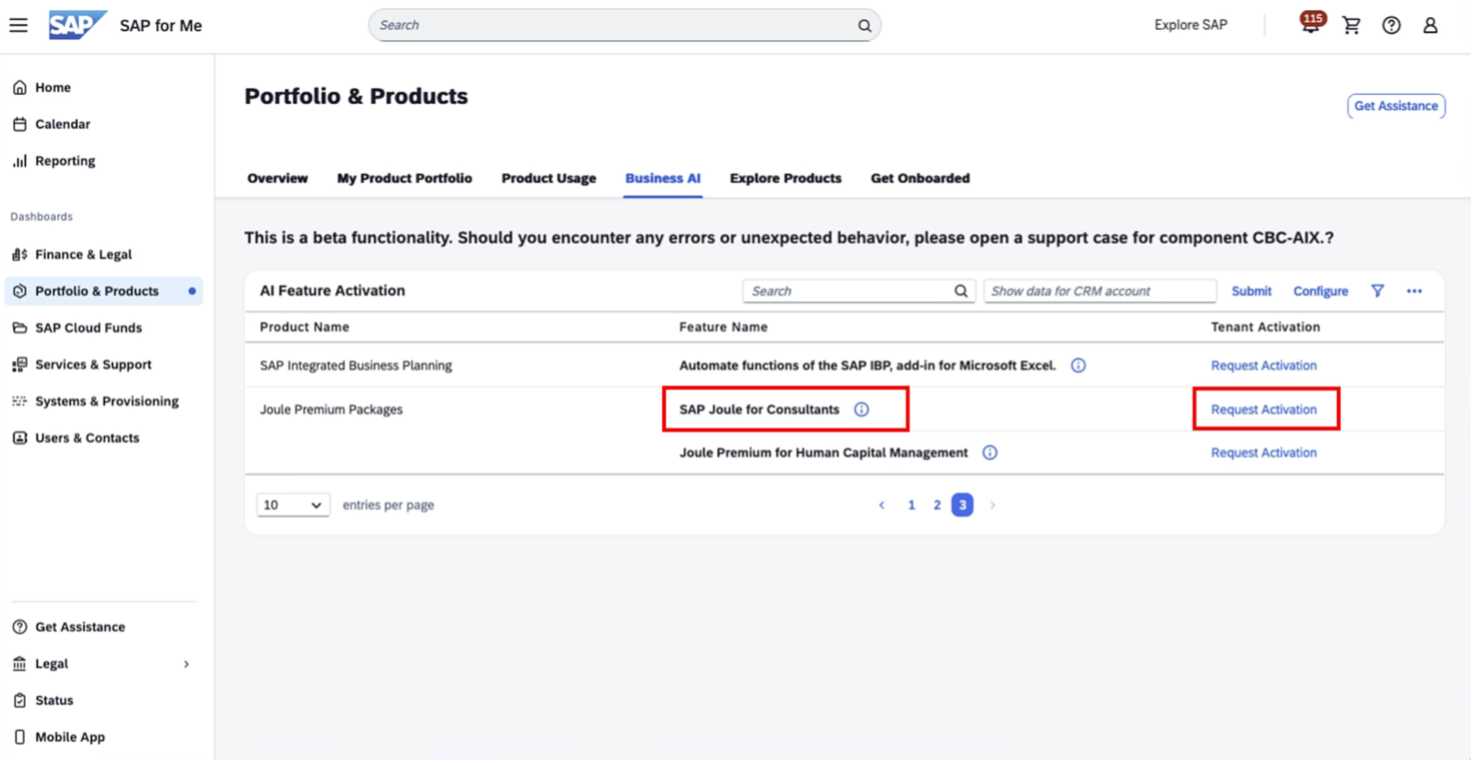 SAP SAP for Me
Search
Explore SAP
115
Home
Calendar
Reporting
Dashboards
Finance & Legal
Portfolio & Products
SAP Cloud Funds
Services & Support
Systems & Provisioning
Users & Contacts
Get Assistance
Legal
Status
Mobile App
Portfolio & Products
Get Assistance
Overview My Product Portfolio Product Usage Business AI Explore Products Get Onboarded
This is a beta functionality. Should you encounter any errors or unexpected behavior, please open a support case for component CBC-AIX.?
AI Feature Activation Search Show data for CRM account Submit Configure
Product Name Feature Name Tenant Activation
SAP Integrated Business Planning Automate functions of the SAP IBP, add-in for Microsoft Excel. Request Activation
Joule Premium Packages SAP Joule for Consultants Request Activation
Joule Premium for Human Capital Management Request Activation
10 entries per page 1 2 3